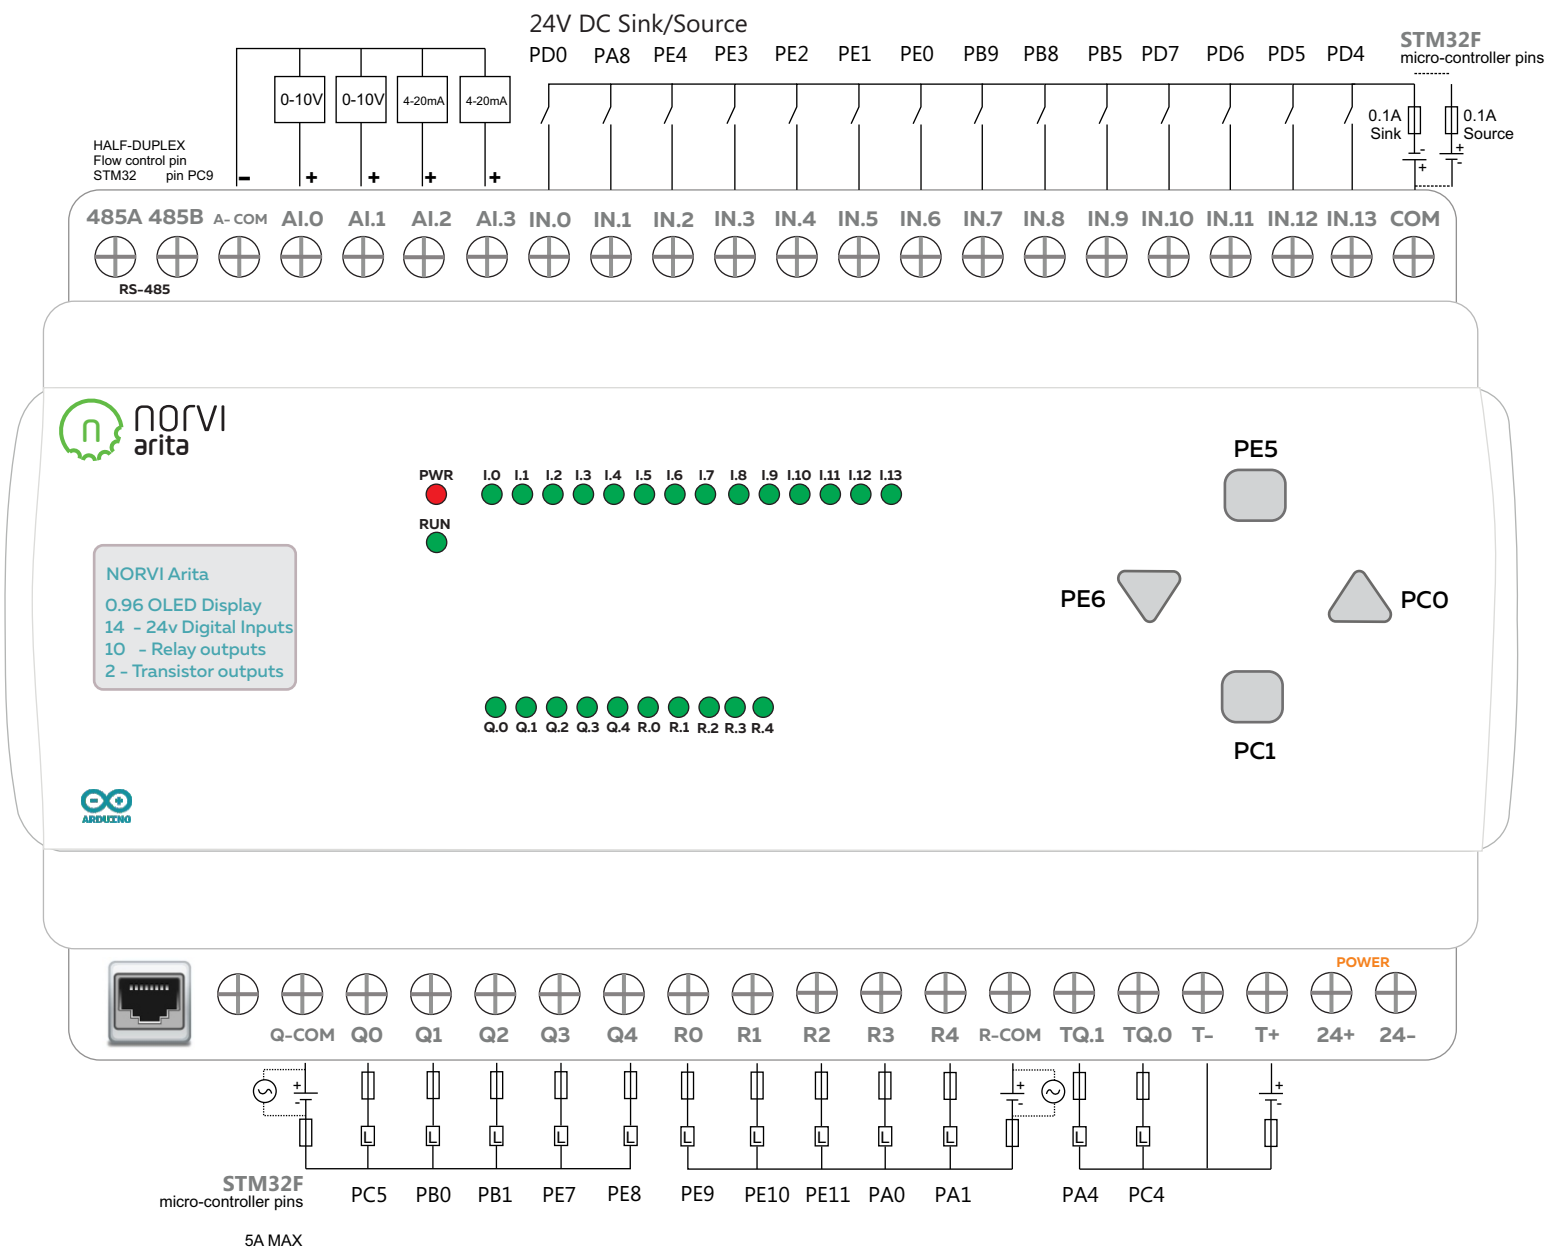 24V DC Sink/Source
PD0 PA8 PE4 PE3 PE2 PE1 PE0 PB9 PB8 PB5 PD7 PD6 PD5 PD4
STM32F
micro-controller pins
0-10V 0-10V 4-20mA 4-20mA
0.1A
Sink
0.1A
Source
- +
+ -
HALF-DUPLEX
Flow control pin
STM32 pin PC9
- + + + +
485A 485B A- COM AI.0 AI.1 AI.2 AI.3 IN.0 IN.1 IN.2 IN.3 IN.4 IN.5 IN.6 IN.7 IN.8 IN.9 IN.10 IN.11 IN.12 IN.13 COM
RS-485
n norvi
arita
PWR I.0 I.1 I.2 I.3 I.4 I.5 I.6 I.7 I.8 I.9 I.10 I.11 I.12 I.13
RUN
PE5
PE6
PC0
PC1
NORVI Arita
0.96 OLED Display
14 - 24v Digital Inputs
10 - Relay outputs
2 - Transistor outputs
Q.0 Q.1 Q.2 Q.3 Q.4 R.0 R.1 R.2 R.3 R.4
ARDUINO
POWER
Q-COM Q0 Q1 Q2 Q3 Q4 R0 R1 R2 R3 R4 R-COM TQ.1 TQ.0 T- T+ 24+ 24-
+ - + - + -
L L L L L L L L L L L L
STM32F
micro-controller pins
PC5 PB0 PB1 PE7 PE8 PE9 PE10 PE11 PA0 PA1 PA4 PC4
5A MAX